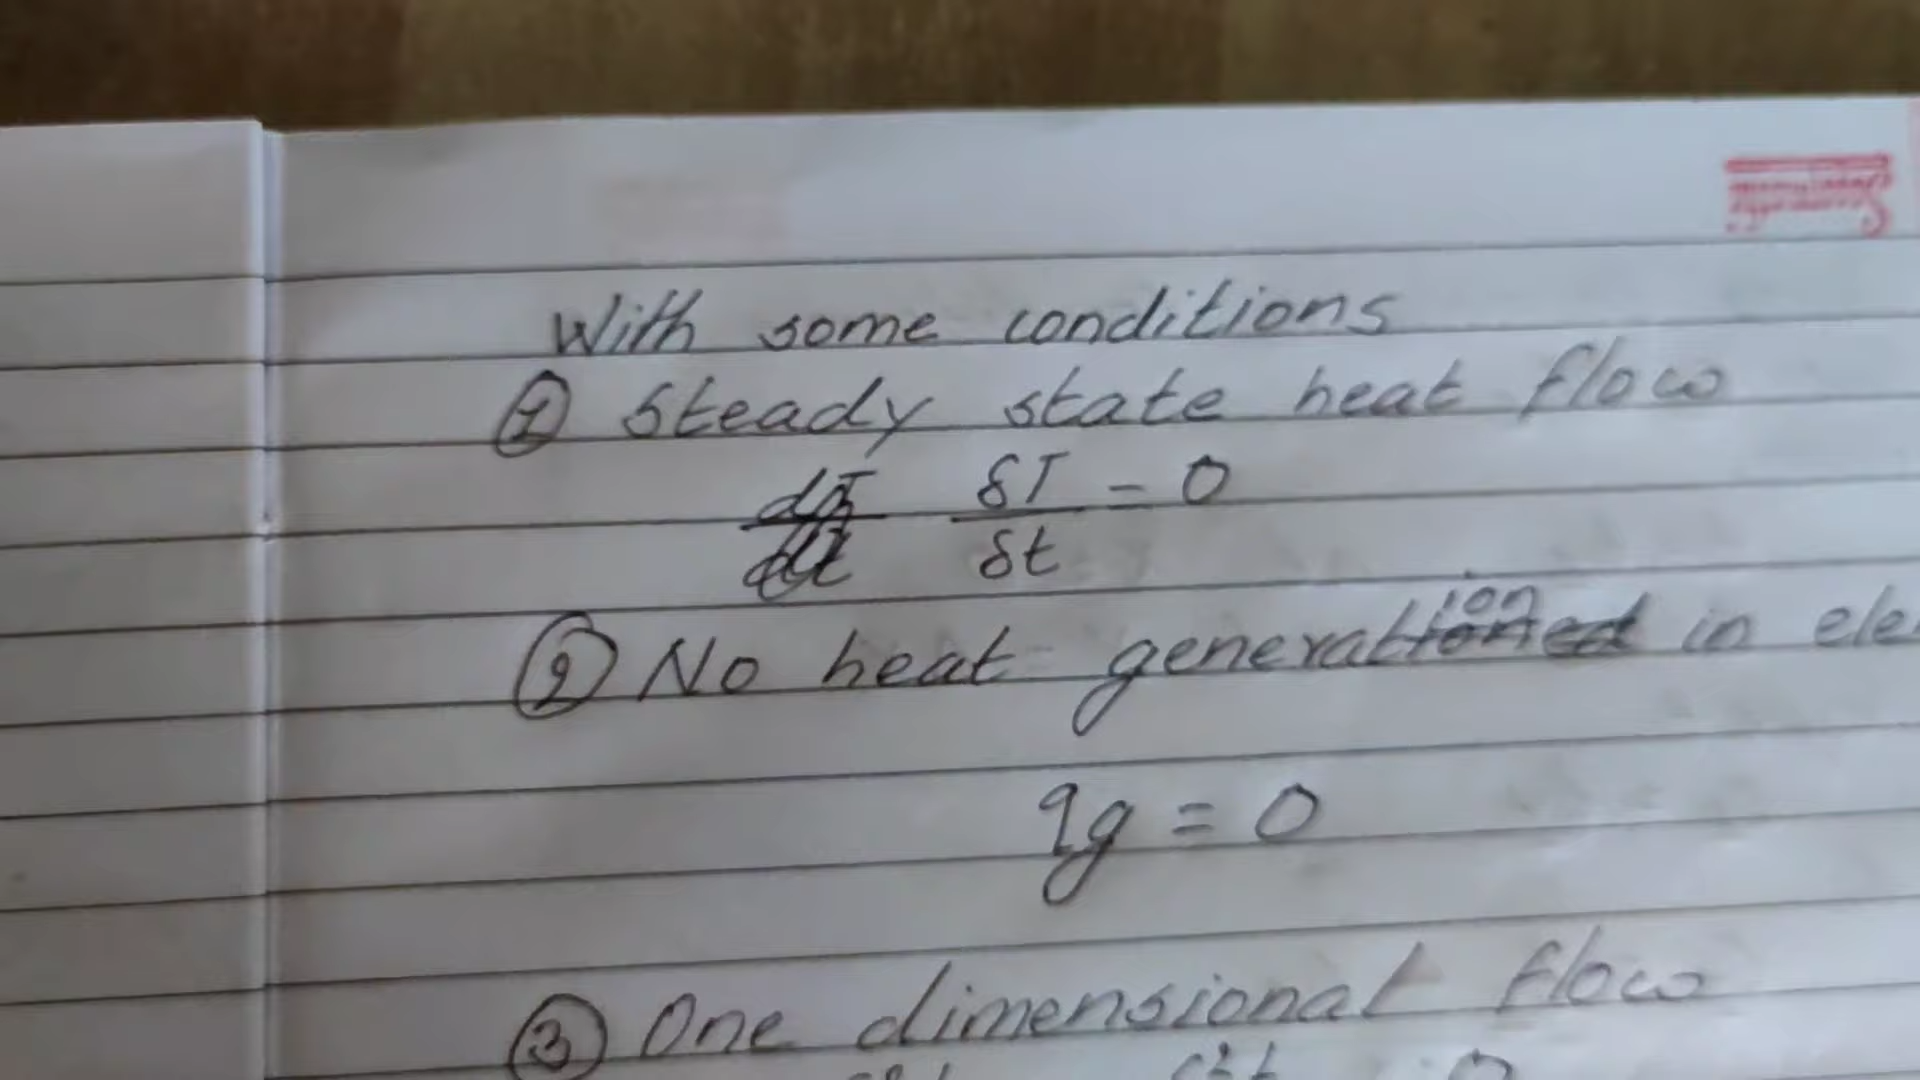 With some conditions
① Steady state heat flow
δT/δt = 0
② No heat generation in ele
qg = 0
③ One dimensional flow